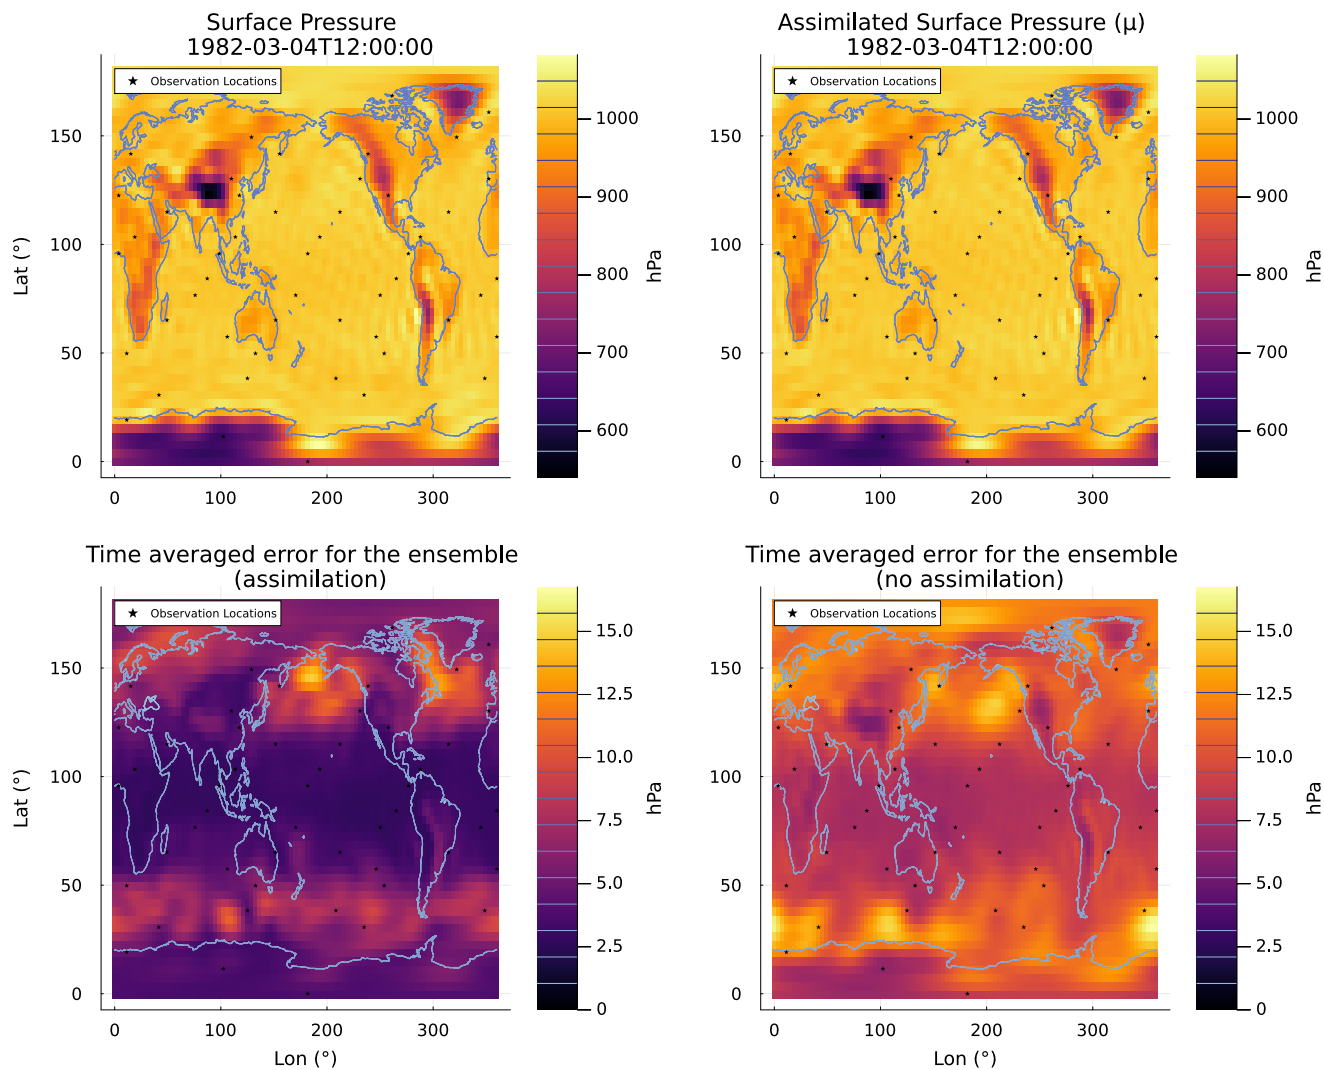 Surface Pressure
1982-03-04T12:00:00
★ Observation Locations
150
100
50
0
Lat (°)
0
100
200
300
1000
900
800
700
600
hPa
Assimilated Surface Pressure (μ)
1982-03-04T12:00:00
★ Observation Locations
150
100
50
0
0
100
200
300
1000
900
800
700
600
hPa
Time averaged error for the ensemble
(assimilation)
★ Observation Locations
150
100
50
0
Lat (°)
0
100
200
300
Lon (°)
15.0
12.5
10.0
7.5
5.0
2.5
0
hPa
Time averaged error for the ensemble
(no assimilation)
★ Observation Locations
150
100
50
0
0
100
200
300
Lon (°)
15.0
12.5
10.0
7.5
5.0
2.5
0
hPa